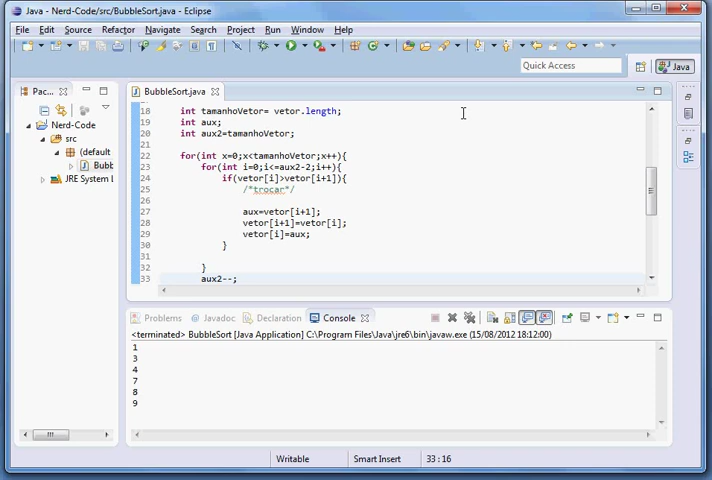 Java - Nerd-Code/src/BubbleSort.java - Eclipse
File Edit Source Refactor Navigate Search Project Run Window Help
Quick Access
Java
Pac...
BubbleSort.java
Nerd-Code
src
(default
Bubb
JRE System L
18 int tamanhoVetor= vetor.length;
19 int aux;
20 int aux2=tamanhoVetor;
21
22 for(int x=0;x<tamanhoVetor;x++){
23 for(int i=0;i<=aux2-2;i++){
24 if(vetor[i]>vetor[i+1]){
25 /*trocar*/
26
27 aux=vetor[i+1];
28 vetor[i+1]=vetor[i];
29 vetor[i]=aux;
30 }
31
32 }
33 aux2--;
Problems Javadoc Declaration Console
<terminated> BubbleSort [Java Application] C:\Program Files\Java\jre6\bin\javaw.exe (15/08/2012 18:12:00)
1
3
4
7
8
9
Writable Smart Insert 33 : 16